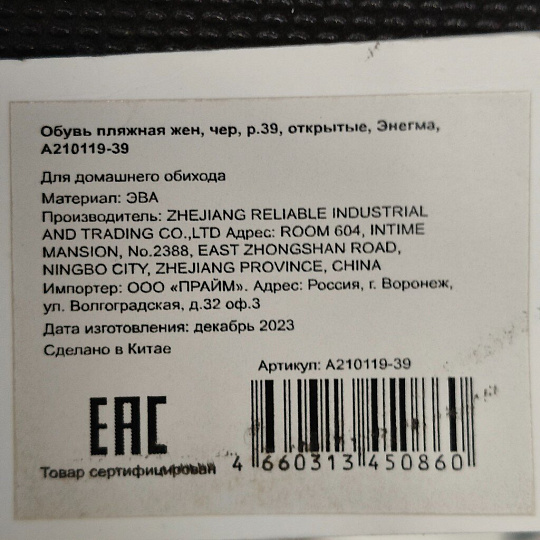 Обувь пляжная жен, чер, р.39, открытые, Энегма,
А210119-39
Для домашнего обихода
Материал: ЭВА
Производитель: ZHEJIANG RELIABLE INDUSTRIAL
AND TRADING CO.,LTD Адрес: ROOM 604, INTIME
MANSION, No.2388, EAST ZHONGSHAN ROAD,
NINGBO CITY, ZHEJIANG PROVINCE, CHINA
Импортер: ООО «ПРАЙМ». Адрес: Россия, г. Воронеж,
ул. Волгоградская, д.32 оф.3
Дата изготовления: декабрь 2023
Сделано в Китае
Артикул: А210119-39
ЕАС
Товар сертифицирован
4 660313 450860